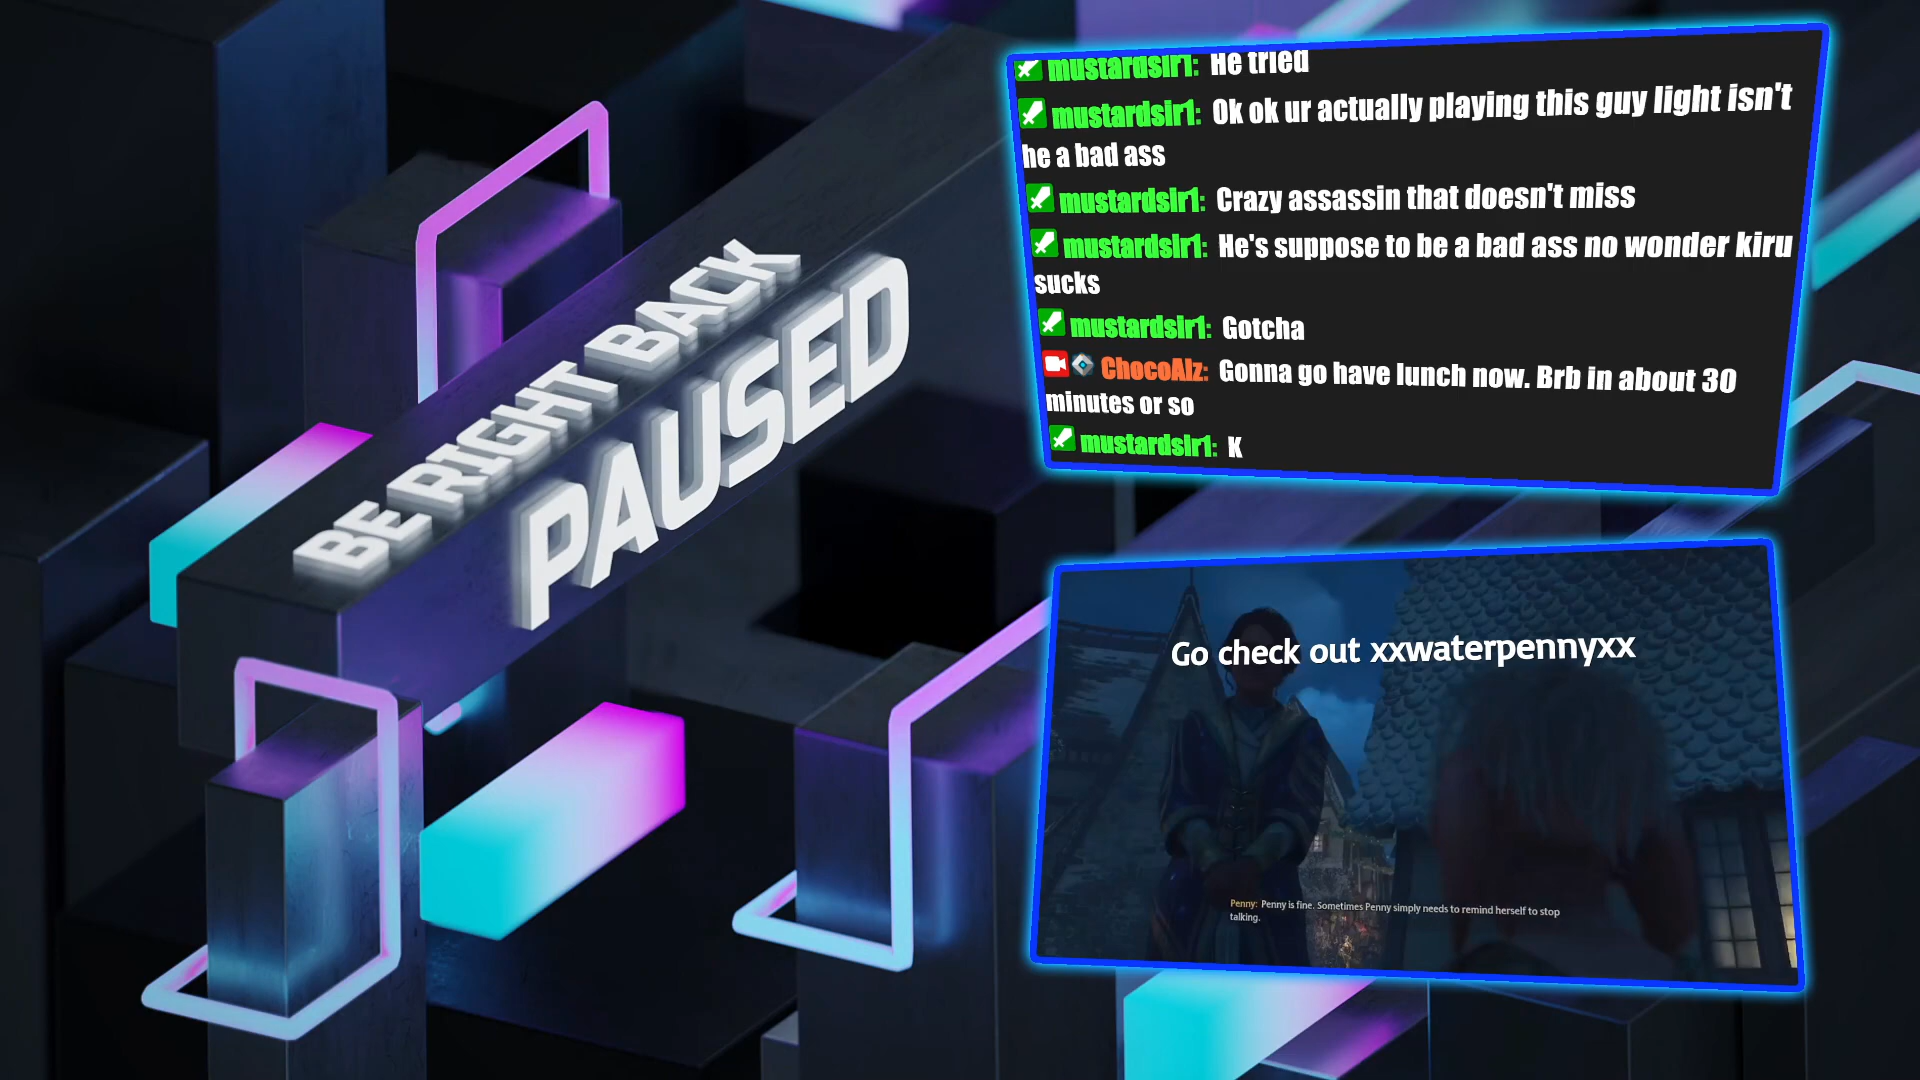 BE RIGHT BACK
PAUSED
mustardsir1: He tried
mustardsir1: Ok ok ur actually playing this guy light isn't
he a bad ass
mustardsir1: Crazy assassin that doesn't miss
mustardsir1: He's suppose to be a bad ass no wonder kiru
sucks
mustardsir1: Gotcha
ChocoAlz: Gonna go have lunch now. Brb in about 30
minutes or so
mustardsir1: K
Go check out xxwaterpennyxx
Penny: Penny is fine. Sometimes Penny simply needs to remind herself to stop
talking.